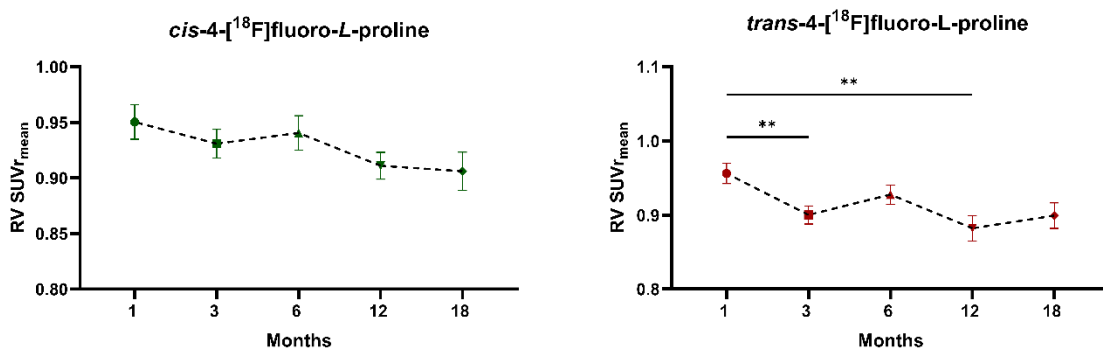 cis-4-[¹⁸F]fluoro-L-proline
1.00
0.95
0.90
0.85
0.80
RV SUVrmean
1 3 6 12 18
Months
trans-4-[¹⁸F]fluoro-L-proline
1.1
1.0
0.9
0.8
RV SUVrmean
**
**
1 3 6 12 18
Months